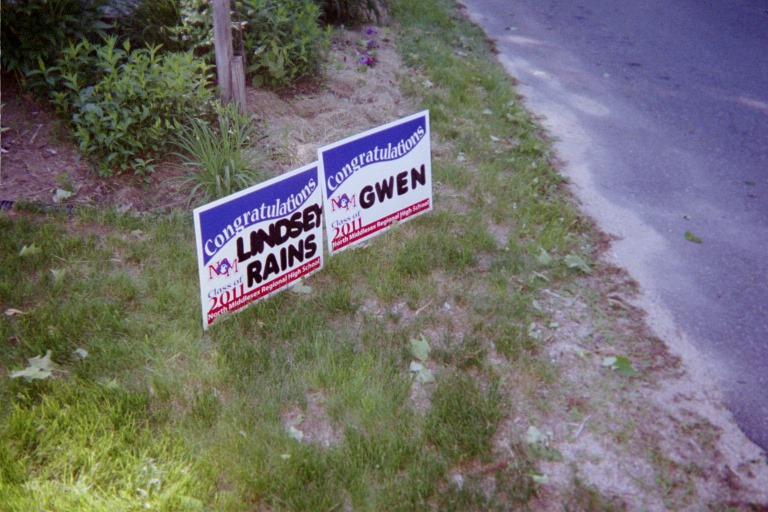 Congratulations
LINDSEY
RAINS
NM
Class of
2011
North Middlesex Regional High School
Congratulations
GWEN
NM
Class of
2011
North Middlesex Regional High School